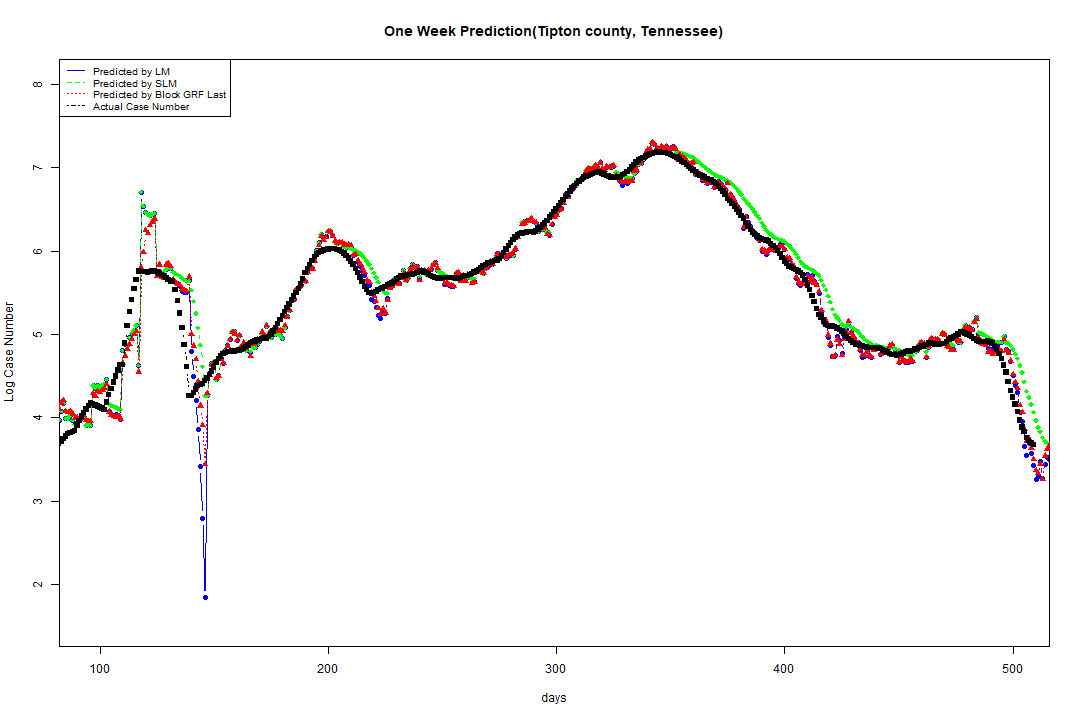 One Week Prediction(Tipton county, Tennessee)
Predicted by LM
Predicted by SLM
Predicted by Block GRF Last
Actual Case Number
8
7
6
5
4
3
2
Log Case Number
100 200 300 400 500
days